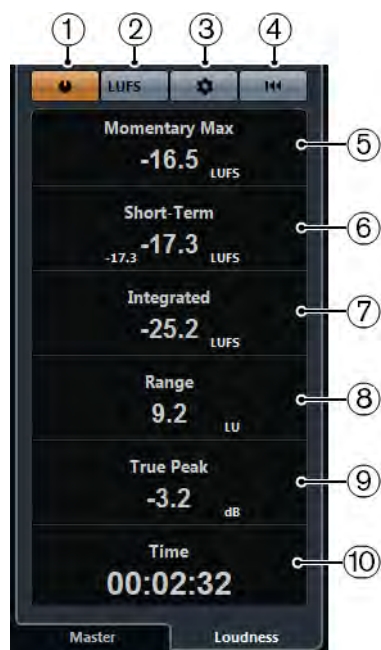 ① ② ③ ④
LUFS
Momentary Max
-16.5 LUFS
⑤
Short-Term
-17.3 -17.3 LUFS
⑥
Integrated
-25.2 LUFS
⑦
Range
9.2 LU
⑧
True Peak
-3.2 dB
⑨
Time
00:02:32
⑩
Master Loudness